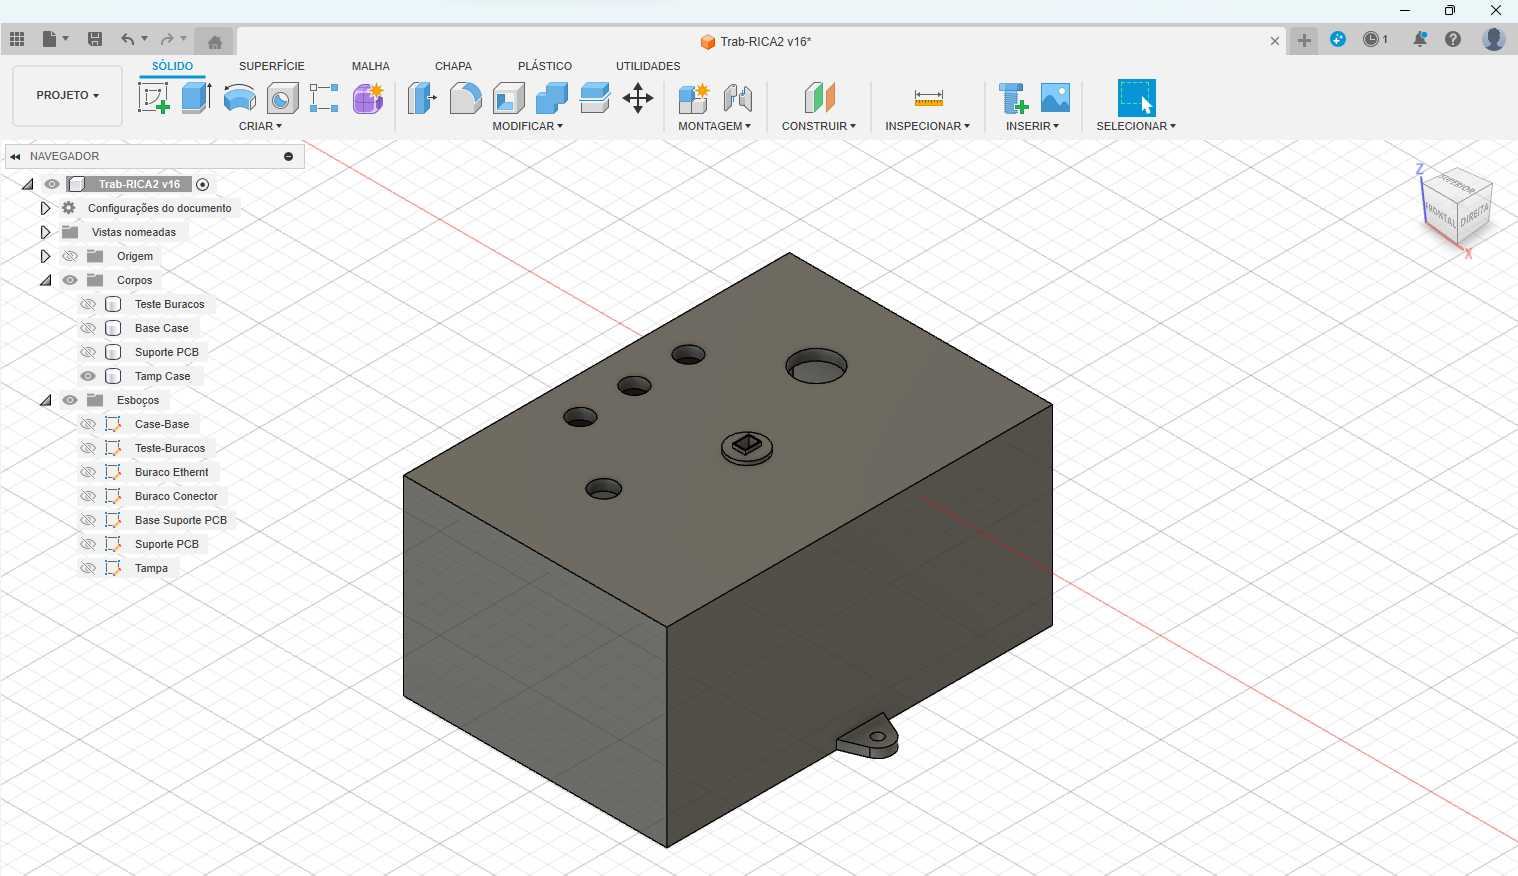 Trab-RICA2 v16*
1
PROJETO
SÓLIDO
SUPERFÍCIE
MALHA
CHAPA
PLÁSTICO
UTILIDADES
CRIAR
MODIFICAR
MONTAGEM
CONSTRUIR
INSPECIONAR
INSERIR
SELECIONAR
NAVEGADOR
Trab-RICA2 v16
Configurações do documento
Vistas nomeadas
Origem
Corpos
Teste Buracos
Base Case
Suporte PCB
Tamp Case
Esboços
Case-Base
Teste-Buracos
Buraco Ethernt
Buraco Conector
Base Suporte PCB
Suporte PCB
Tampa
Z
SUPERIOR
FRONTAL
DIREITA
X